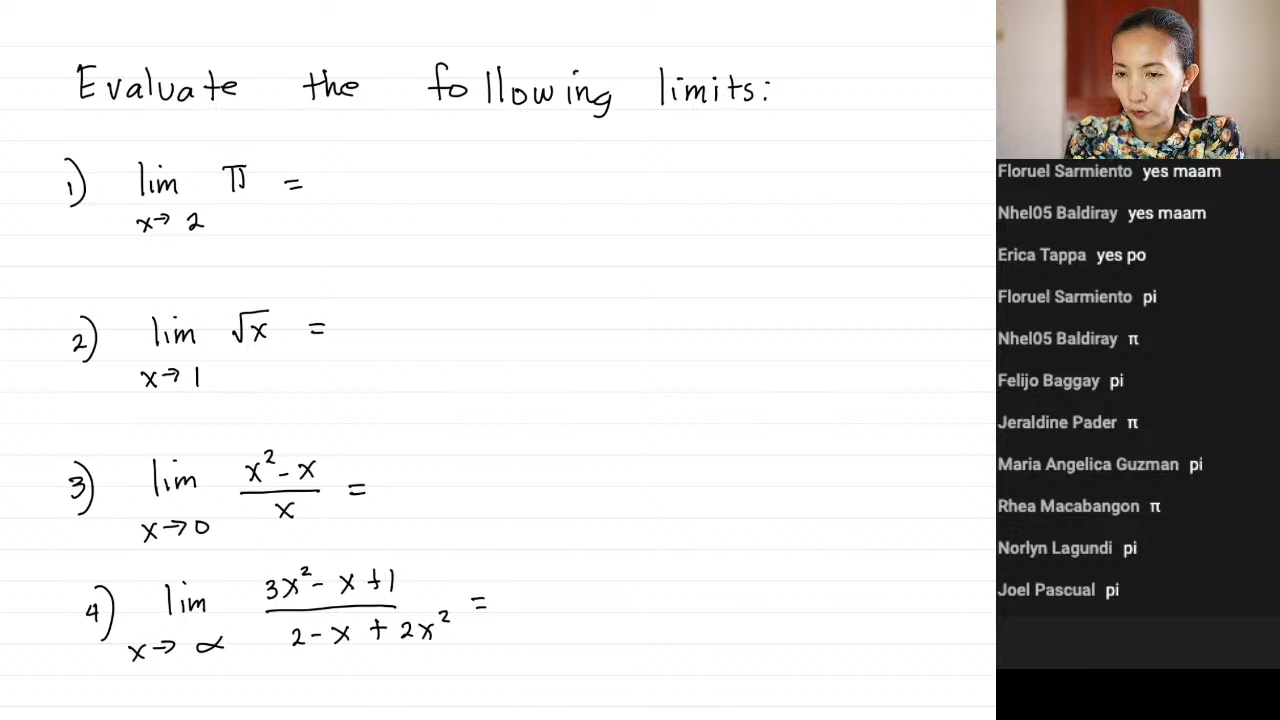 Evaluate the following limits:
1) lim π =
x→ 2
2) lim √x =
x→ 1
3) lim x² - x / x =
x→0
4) lim 3x² - x + 1 / 2 - x + 2x² =
x→ ∝
Floruel Sarmiento yes maam
Nhel05 Baldiray yes maam
Erica Tappa yes po
Floruel Sarmiento pi
Nhel05 Baldiray π
Felijo Baggay pi
Jeraldine Pader π
Maria Angelica Guzman pi
Rhea Macabangon π
Norlyn Lagundi pi
Joel Pascual pi